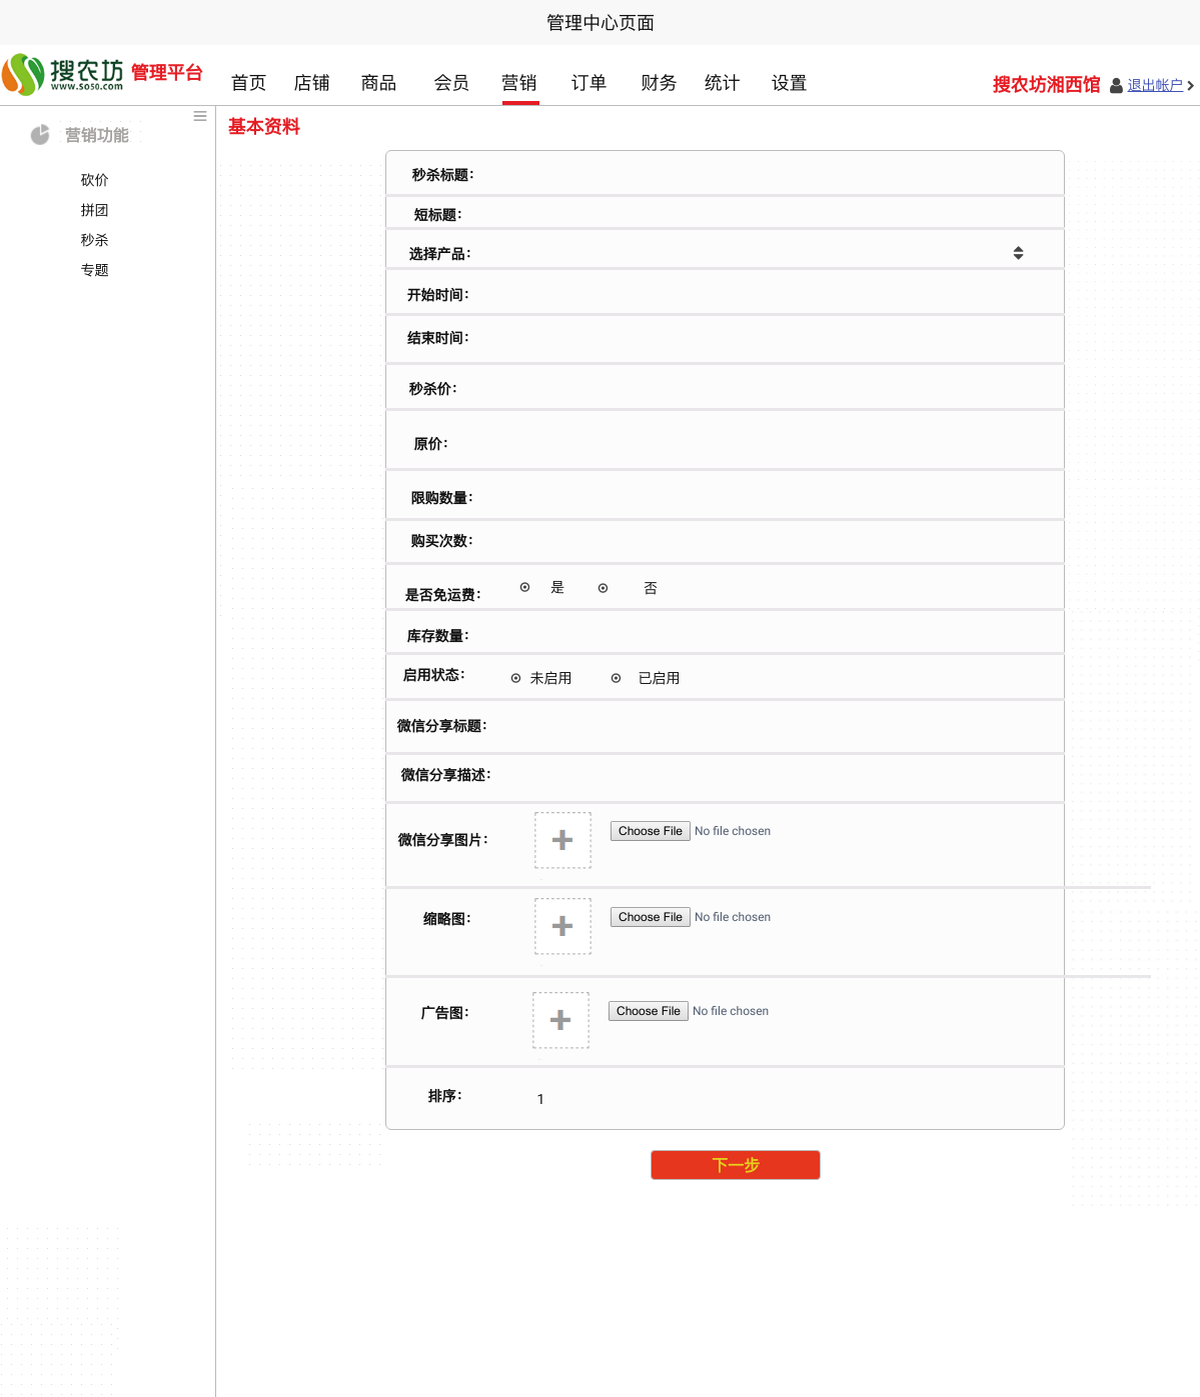 管理中心页面
搜农坊 管理平台
www.so50.com
首页 店铺 商品 会员 营销 订单 财务 统计 设置
搜农坊湘西馆 退出帐户
营销功能
砍价
拼团
秒杀
专题
基本资料
秒杀标题：
短标题：
选择产品：
开始时间：
结束时间：
秒杀价：
原价：
限购数量：
购买次数：
是否免运费： 是 否
库存数量：
启用状态： 未启用 已启用
微信分享标题：
微信分享描述：
微信分享图片： Choose File No file chosen
缩略图： Choose File No file chosen
广告图： Choose File No file chosen
排序： 1
下一步